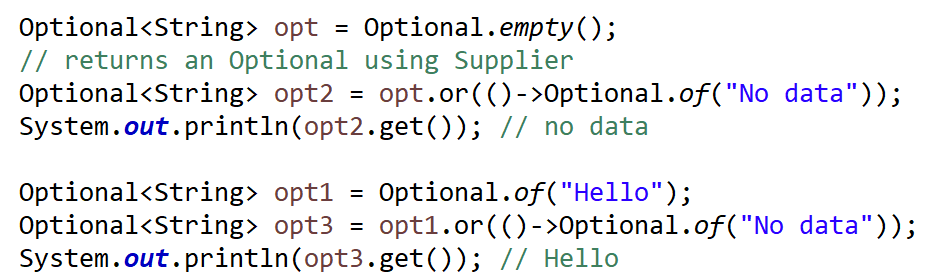 Optional<String> opt = Optional.empty();
// returns an Optional using Supplier
Optional<String> opt2 = opt.or(()->Optional.of("No data"));
System.out.println(opt2.get()); // no data
Optional<String> opt1 = Optional.of("Hello");
Optional<String> opt3 = opt1.or(()->Optional.of("No data"));
System.out.println(opt3.get()); // Hello